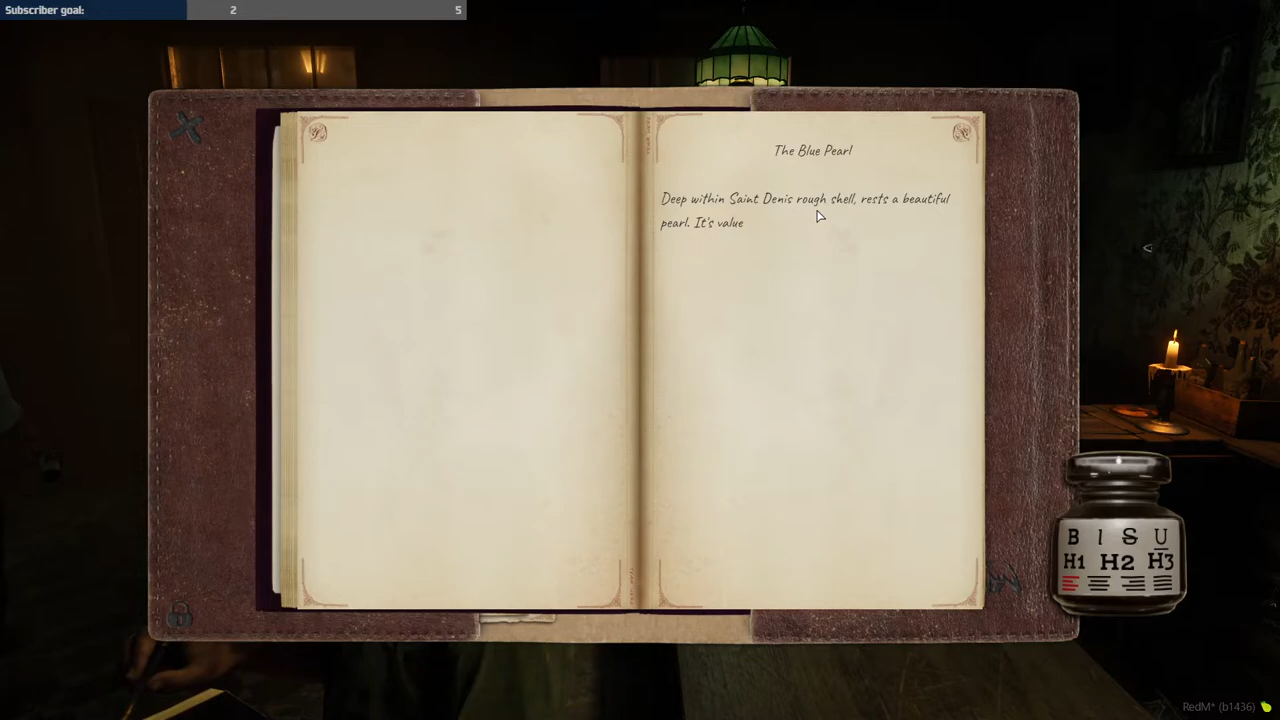 Subscriber goal: 2 5
The Blue Pearl
Deep within Saint Denis rough shell, rests a beautiful
pearl. It's value
B I S U
H1 H2 H3
RedM* (b1436)